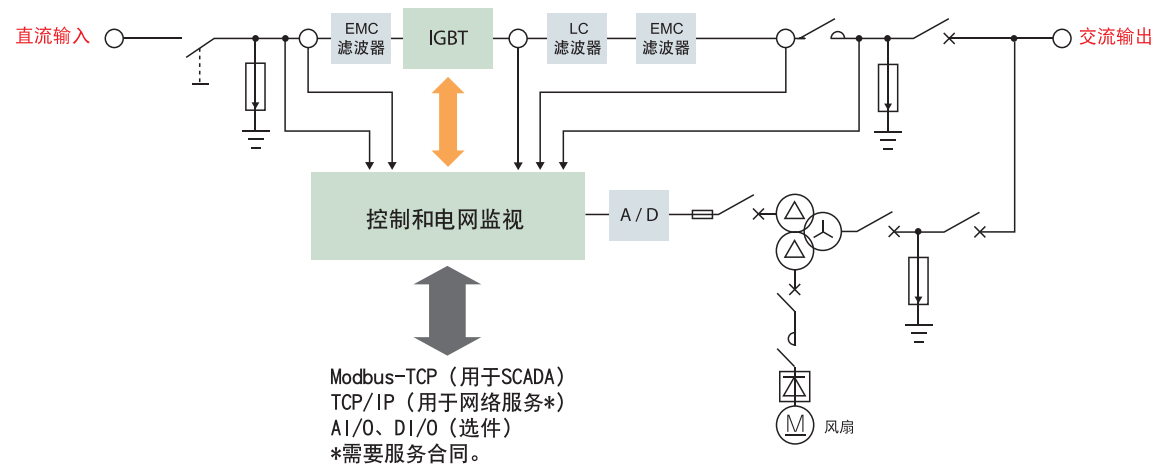 直流输入
EMC
滤波器
IGBT
LC
滤波器
EMC
滤波器
交流输出
控制和电网监视
A / D
Modbus-TCP（用于SCADA）
TCP/IP（用于网络服务*）
AI/O、DI/O（选件）
*需要服务合同。
M
风扇